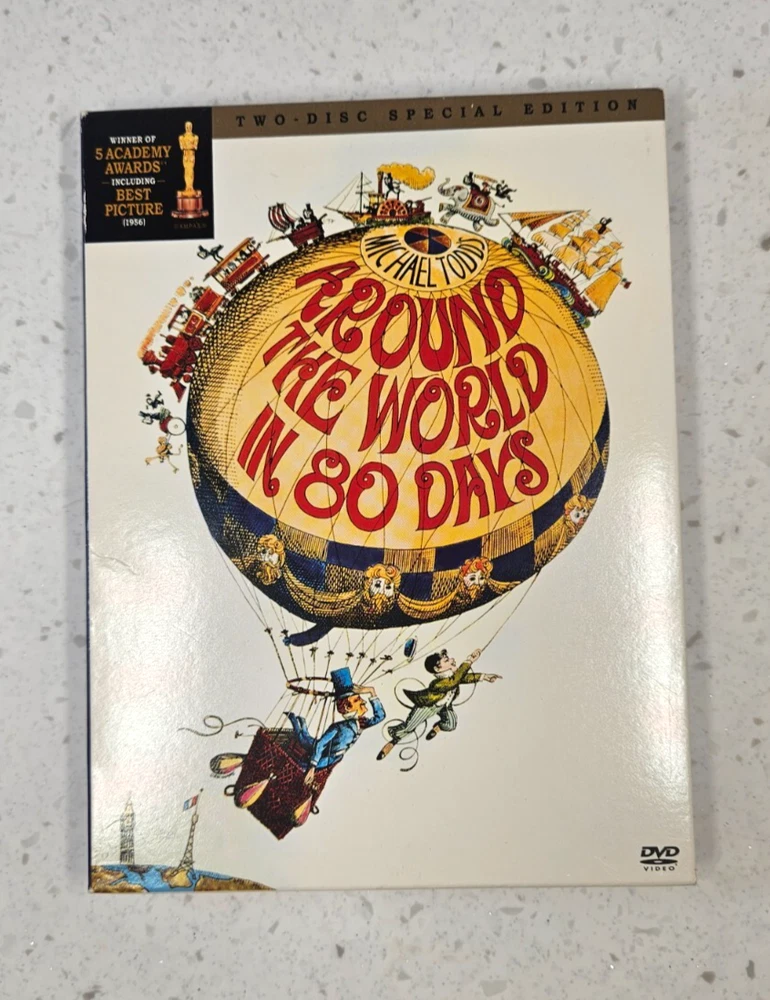 TWO-DISC SPECIAL EDITION
WINNER OF
5 ACADEMY
AWARDS
INCLUDING
BEST
PICTURE
(1956)
MICHAEL TODD'S
AROUND
THE WORLD
IN 80 DAYS
DVD
VIDEO